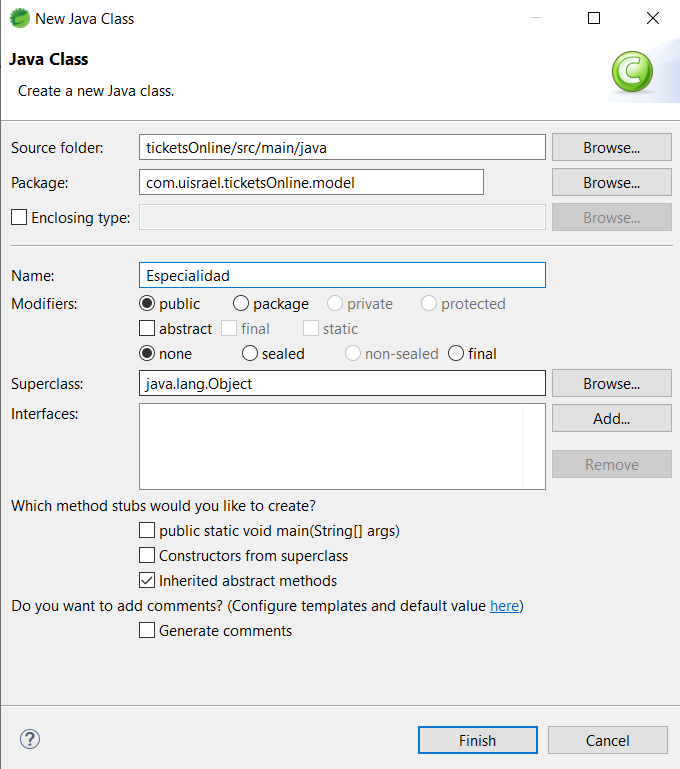 New Java Class
Java Class
Create a new Java class.
C
Source folder: ticketsOnline/src/main/java Browse...
Package: com.uisrael.ticketsOnline.model Browse...
Enclosing type: Browse...
Name: Especialidad
Modifiers: public package private protected
abstract final static
none sealed non-sealed final
Superclass: java.lang.Object Browse...
Interfaces: Add...
Remove
Which method stubs would you like to create?
public static void main(String[] args)
Constructors from superclass
Inherited abstract methods
Do you want to add comments? (Configure templates and default value here)
Generate comments
? Finish Cancel